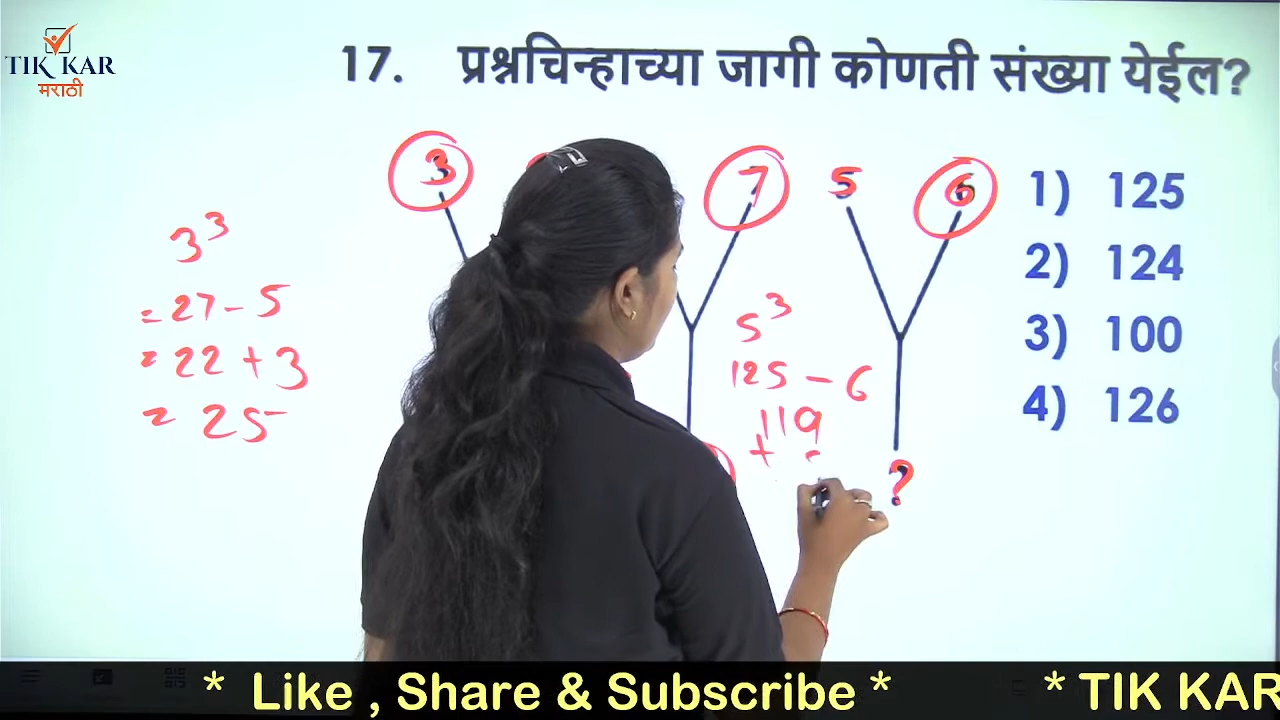 TIK KAR
मराठी
17. प्रश्नचिन्हाच्या जागी कोणती संख्या येईल?
3 7 5 6
1) 125
2) 124
3) 100
4) 126
3³
= 27 - 5
= 22 + 3
= 25
5³
125 - 6
119
+
?
* Like , Share & Subscribe * * TIK KAR